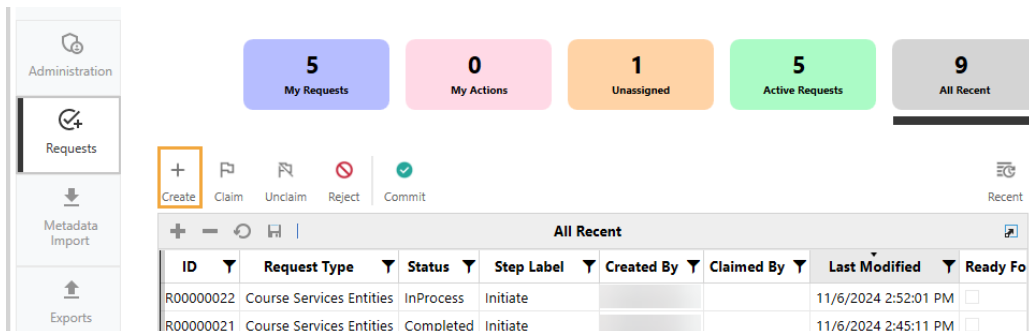 Administration
Requests
Metadata
Import
Exports
5
My Requests
0
My Actions
1
Unassigned
5
Active Requests
9
All Recent
Create Claim Unclaim Reject Commit Recent
All Recent
ID Request Type Status Step Label Created By Claimed By Last Modified Ready Fo
R00000022 Course Services Entities InProcess Initiate 11/6/2024 2:52:01 PM
R00000021 Course Services Entities Completed Initiate 11/6/2024 2:45:11 PM